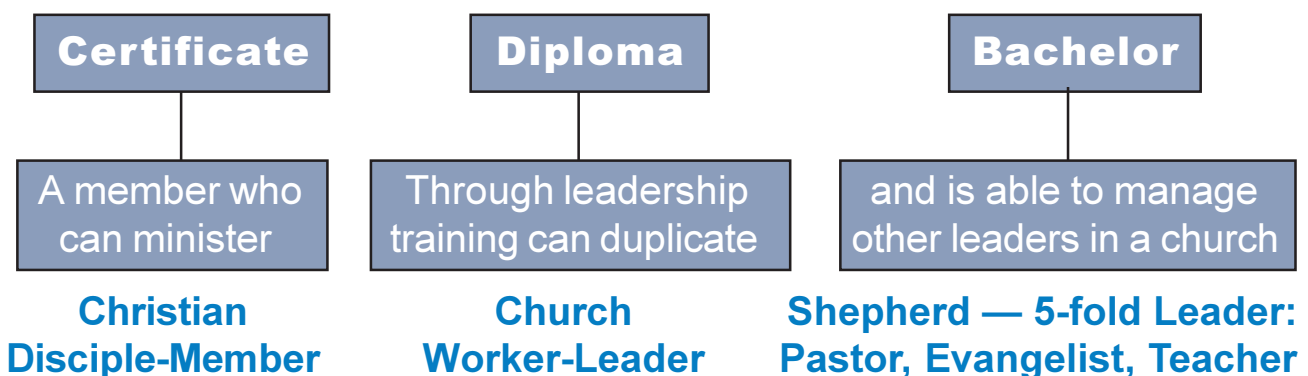 Certificate
A member who
can minister
Christian
Disciple-Member
Diploma
Through leadership
training can duplicate
Church
Worker-Leader
Bachelor
and is able to manage
other leaders in a church
Shepherd — 5-fold Leader:
Pastor, Evangelist, Teacher